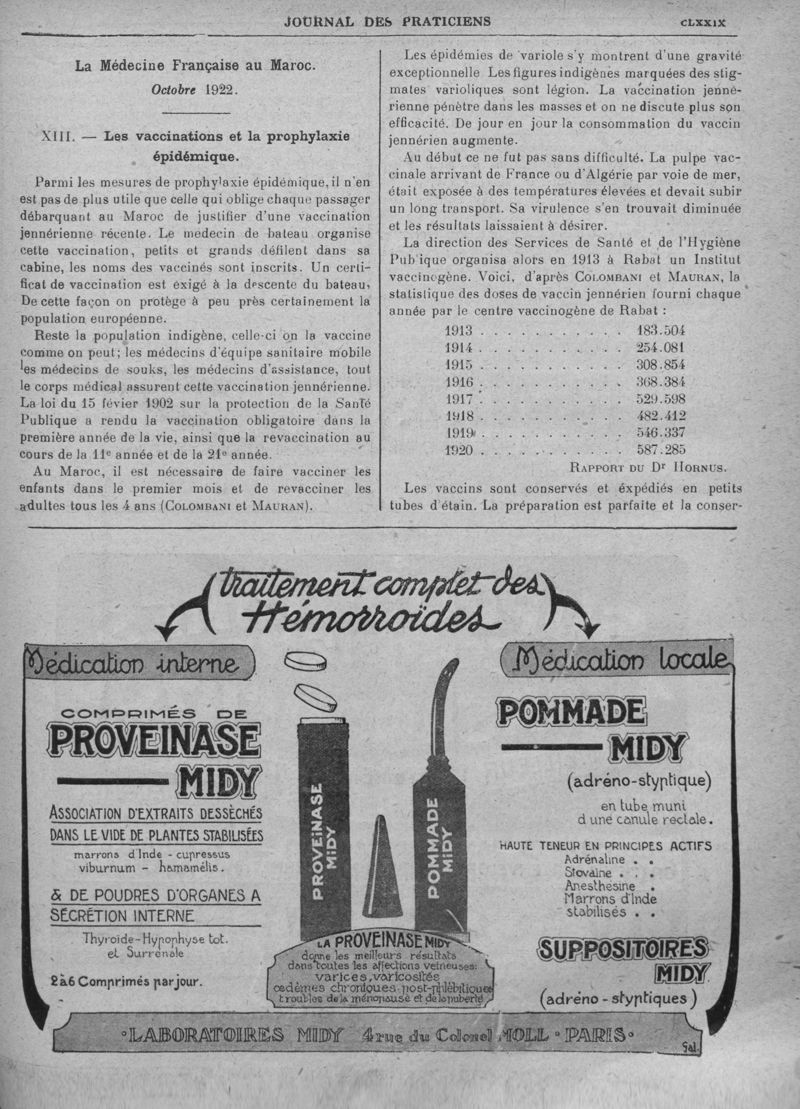 JOURNAL DES PRATICIENS
CLXXIX
La Médecine Française au Maroc.
Octobre 1922.
XIII. — Les vaccinations et la prophylaxie
épidémique.
Parmi les mesures de prophylaxie épidémique, il n'en
est pas de plus utile que celle qui oblige chaque passager
débarquant au Maroc de justifier d'une vaccination
jennérienne récente. Le medecin de bateau organise
cette vaccination, petits et grands défilent dans sa
cabine, les noms des vaccinés sont inscrits. Un certi-
ficat de vaccination est exigé à la descente du bateau,
De cette façon on protège à peu près certainement la
population européenne.
Reste la population indigène, celle-ci on la vaccine
comme on peut; les médecins d'équipe sanitaire mobile
les médecins de souks, les médecins d'assistance, tout
le corps médical assurent cette vaccination jennérienne.
La loi du 15 févier 1902 sur la protection de la Santé
Publique a rendu la vaccination obligatoire dans la
première année de la vie, ainsi que la revaccination au
cours de la 11e année et de la 21e année.
Au Maroc, il est nécessaire de faire vacciner les
enfants dans le premier mois et de revacciner les
adultes tous les 4 ans (COLOMBANI et MAURAN).
Les épidémies de variole s'y montrent d'une gravité
exceptionnelle Les figures indigènes marquées des stig-
mates varioliques sont légion. La vaccination jenné-
rienne pénètre dans les masses et on ne discute plus son
efficacité. De jour en jour la consommation du vaccin
jennérien augmente.
Au début ce ne fut pas sans difficulté. La pulpe vac-
cinale arrivant de France ou d'Algérie par voie de mer,
était exposée à des températures élevées et devait subir
un long transport. Sa virulence s'en trouvait diminuée
et les résultats laissaient à désirer.
La direction des Services de Santé et de l'Hygiène
Pub'ique organisa alors en 1913 à Rabat un Institut
vaccinogène. Voici, d'après COLOMBANI et MAURAN, la
statistique des doses de vaccin jennérien fourni chaque
année par le centre vaccinogène de Rabat :
1913 . . . . . . . . . . . 183.504
1914 . . . . . . . . . . . 254.081
1915 . . . . . . . . . . . 308.854
1916 . . . . . . . . . . . 368.384
1917 . . . . . . . . . . . 529.598
1918 . . . . . . . . . . . 482.412
1919 . . . . . . . . . . . 546.337
1920 . . . . . . . . . . . 587.285
RAPPORT DU Dr HORNUS.
Les vaccins sont conservés et éxpédiés en petits
tubes d'étain. La préparation est parfaite et la conser-
traitement complet des
Hémorroïdes
Médication interne
COMPRIMÉS DE
PROVEINASE
MIDY
ASSOCIATION D'EXTRAITS DESSÈCHÉS
DANS LE VIDE DE PLANTES STABILISÉES
marrons d'Inde - cupressus
viburnum - hamamélis.
& DE POUDRES D'ORGANES A
SÉCRÉTION INTERNE
Thyroïde-Hypophyse tot.
et Surrénale
2à6 Comprimés par jour.
PROVEINASE MIDY
POMMADE MIDY
LA PROVEINASE MIDY
donne les meilleurs résultats
dans toutes les affections veineuses:
varices, varicosités
œdèmes chroniques post-phlébitiques
troubles de la ménopause et de la puberté
Médication locale
POMMADE
MIDY
(adréno-styptique)
en tube muni
d'une canule rectale.
HAUTE TENEUR EN PRINCIPES ACTIFS
Adrénaline . .
Stovaïne . . .
Anesthésine .
Marrons d'Inde
stabilisés . .
SUPPOSITOIRES
MIDY
(adréno-styptiques)
LABORATOIRES MIDY 4 rue du Colonel MOLL PARIS
Gal.